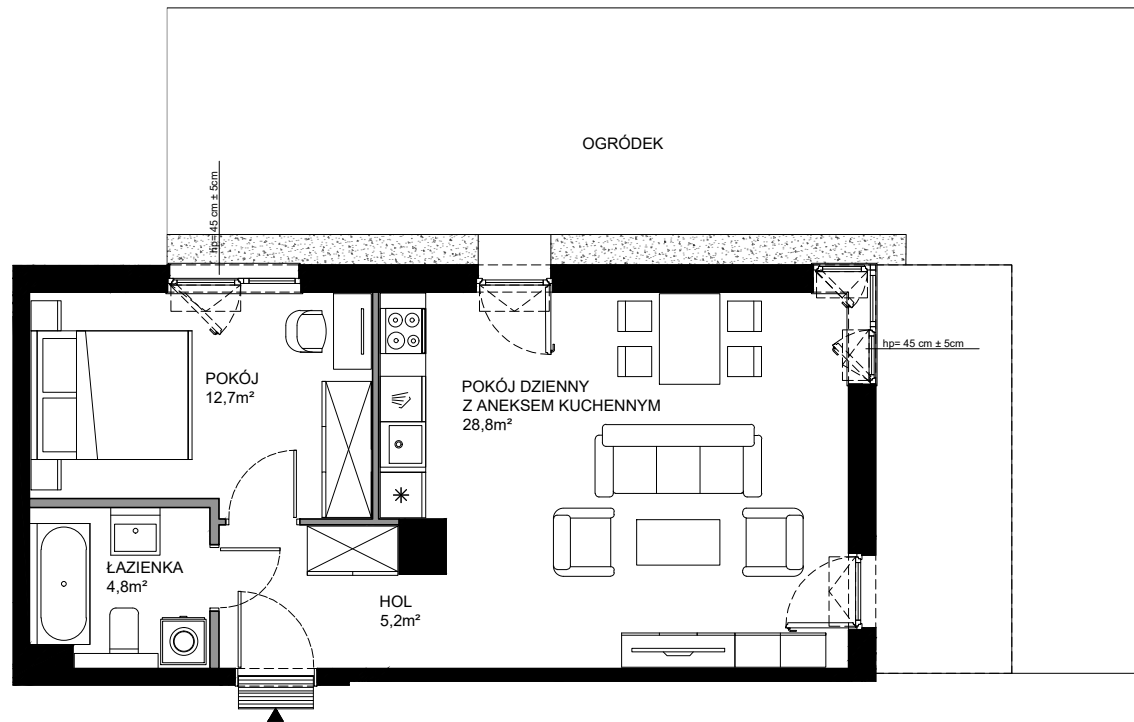 OGRÓDEK
hp= 45 cm ± 5cm
hp= 45 cm ± 5cm
POKÓJ
12,7m²
POKÓJ DZIENNY
Z ANEKSEM KUCHENNYM
28,8m²
ŁAZIENKA
4,8m²
HOL
5,2m²